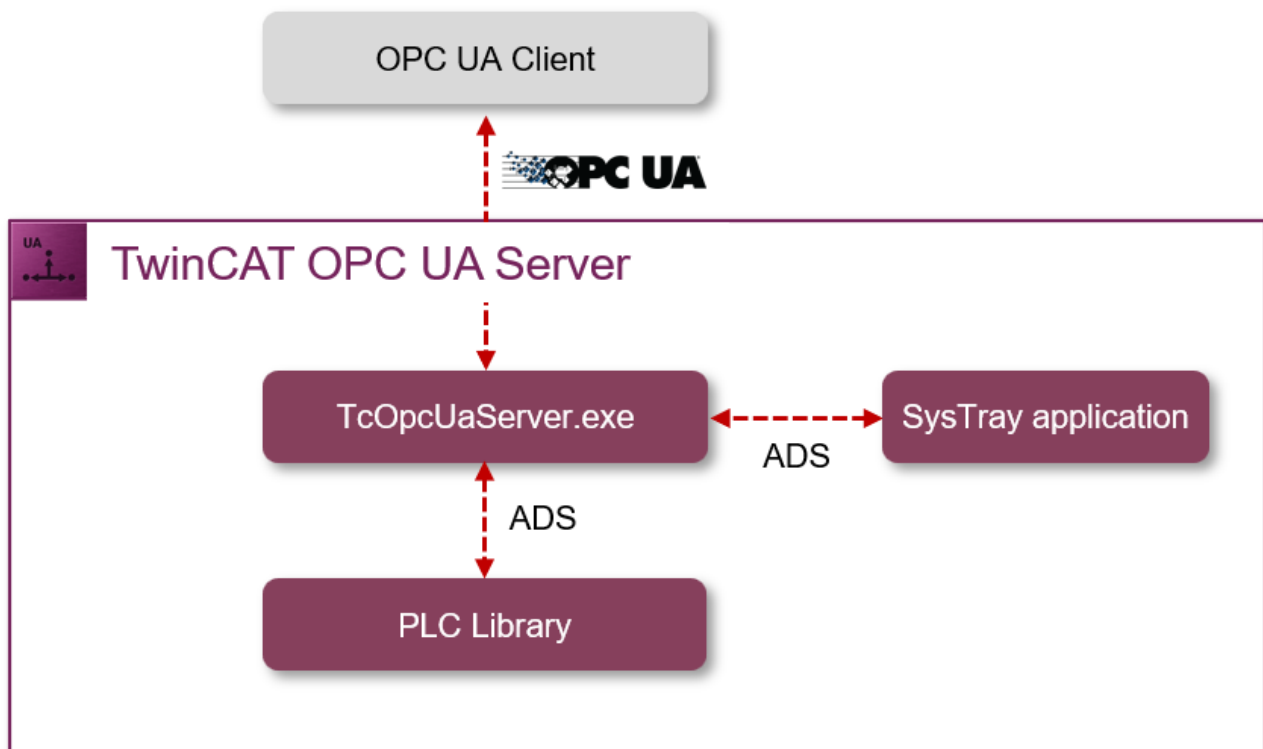 OPC UA Client
OPC UA
UA
TwinCAT OPC UA Server
TcOpcUaServer.exe
SysTray application
ADS
ADS
PLC Library